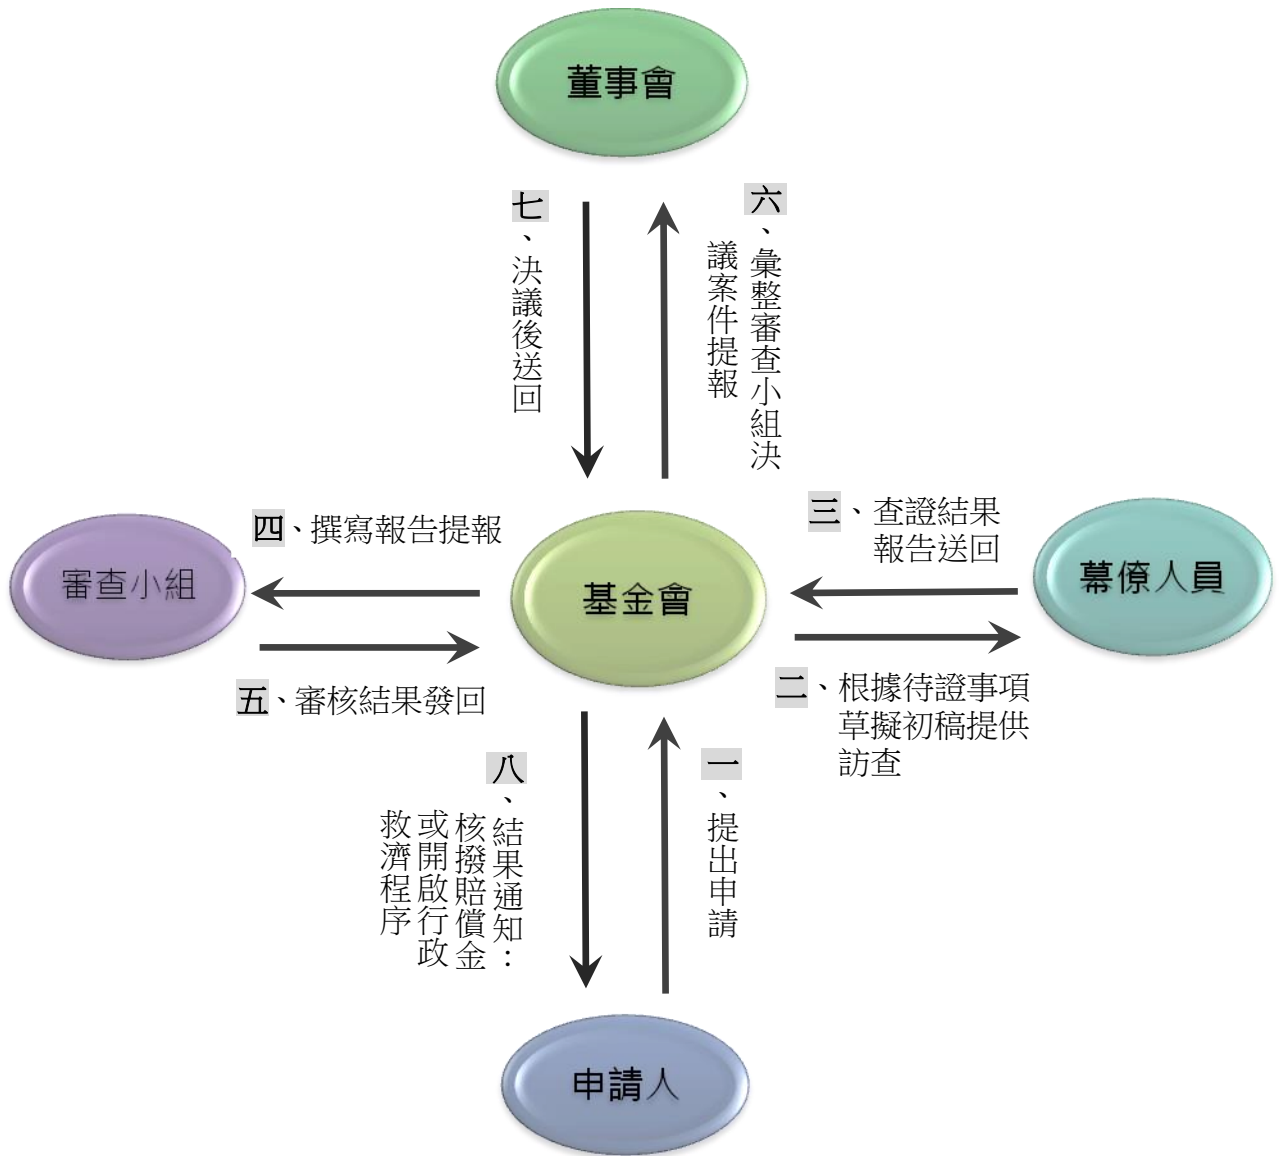 董事會
七、決議後送回
六、彙整審查小組決
議案件提報
四、撰寫報告提報
三、查證結果
報告送回
審查小組
基金會
幕僚人員
五、審核結果發回
二、根據待證事項
草擬初稿提供
訪查
八、結果通知：
核撥賠償金
或開啟行政
救濟程序
一、提出申請
申請人